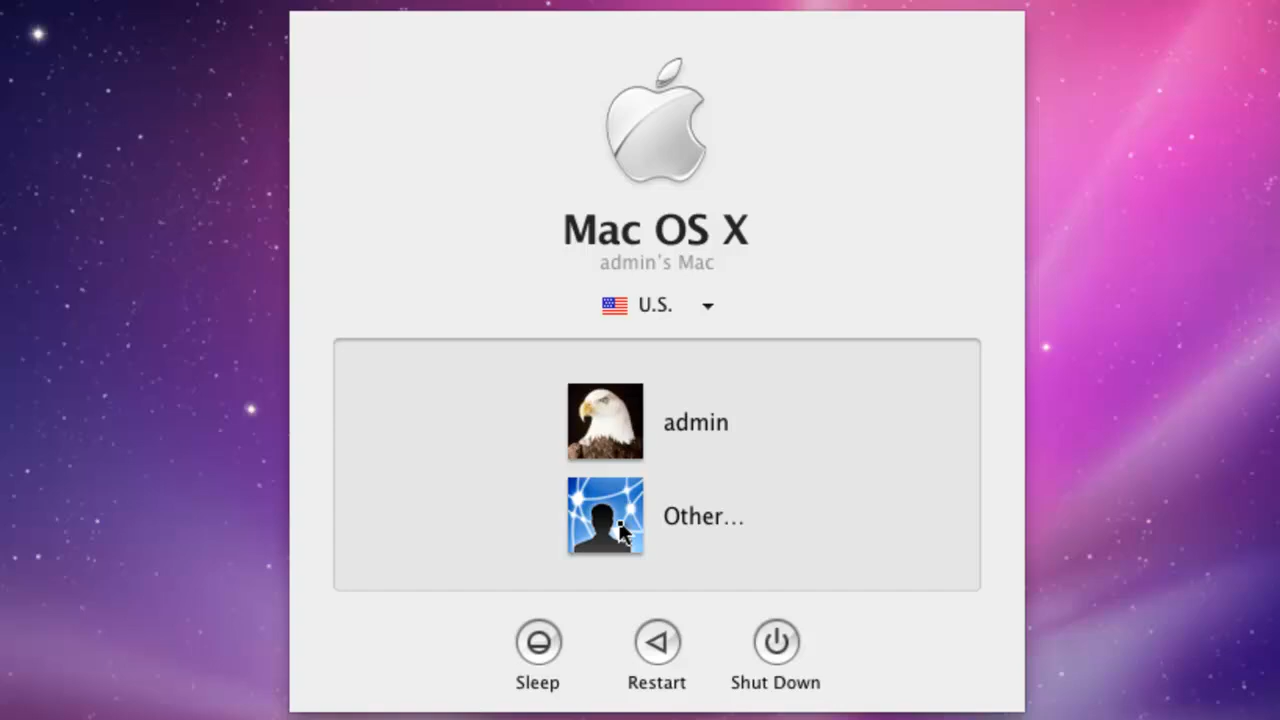 Mac OS X
admin's Mac
U.S.
admin
Other...
Sleep Restart Shut Down